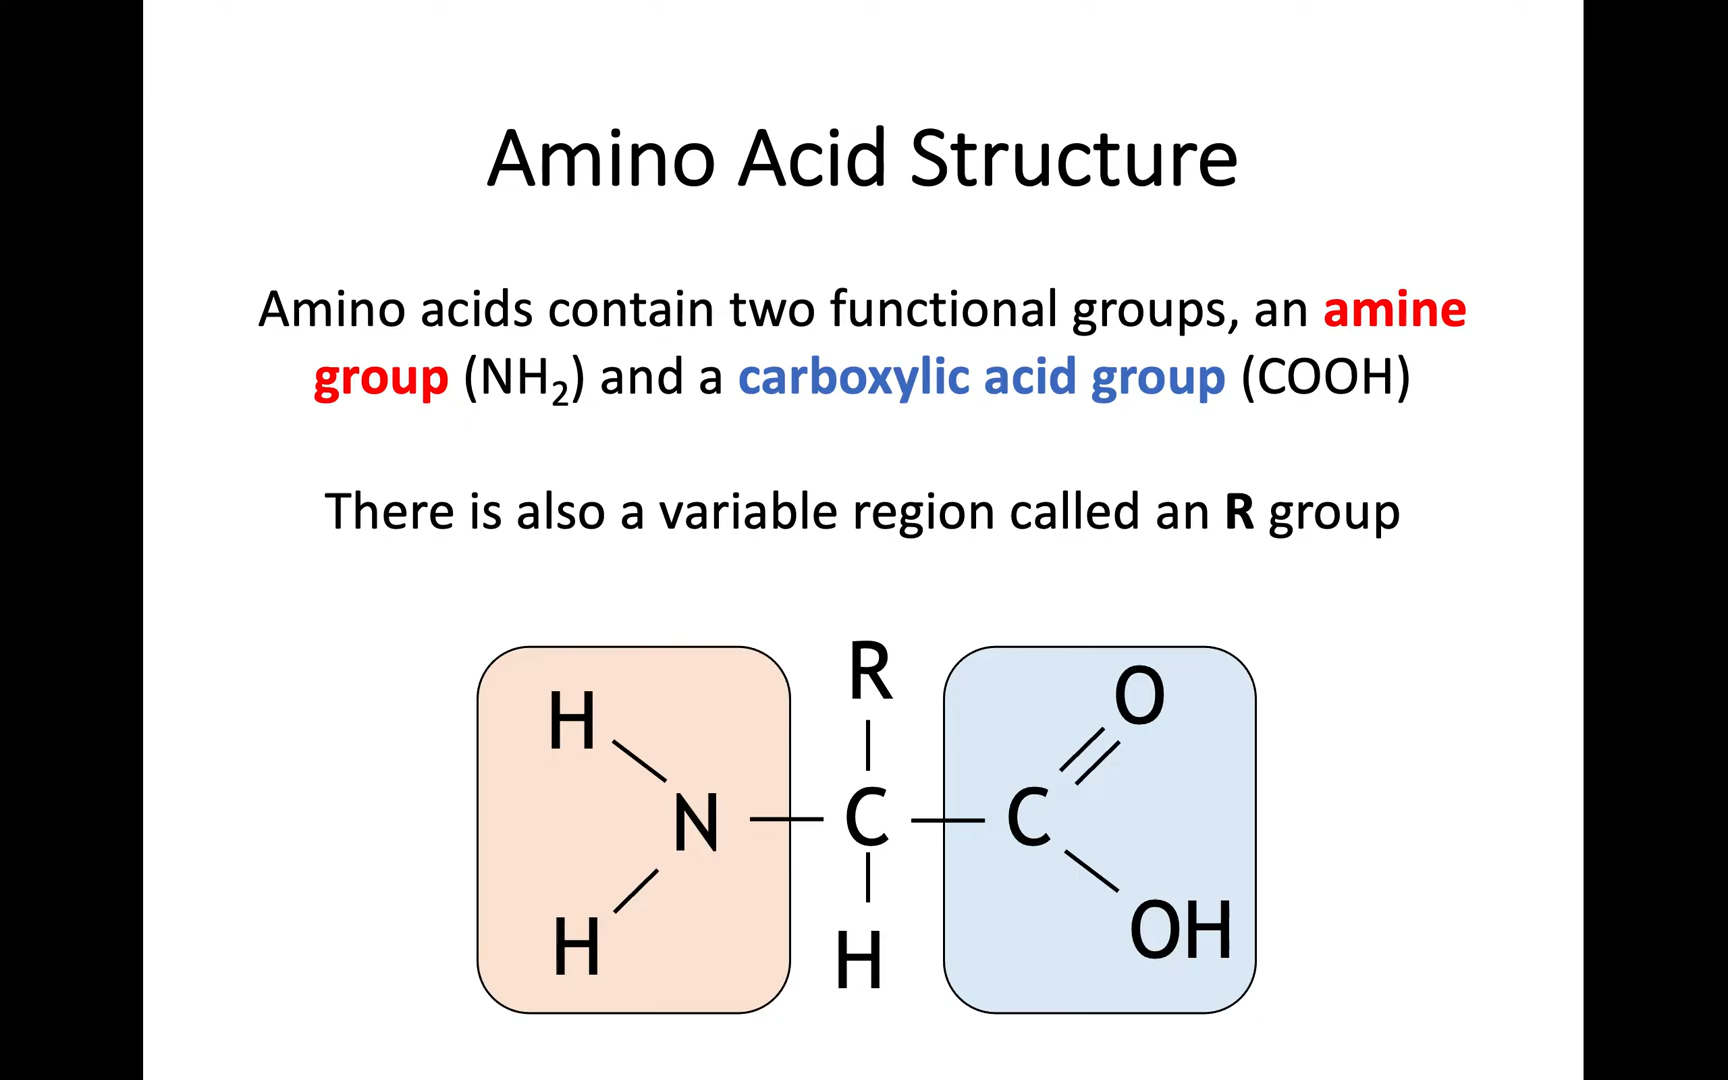 Amino Acid Structure
Amino acids contain two functional groups, an amine
group (NH₂) and a carboxylic acid group (COOH)
There is also a variable region called an R group
R
H O
N C C
H OH
H